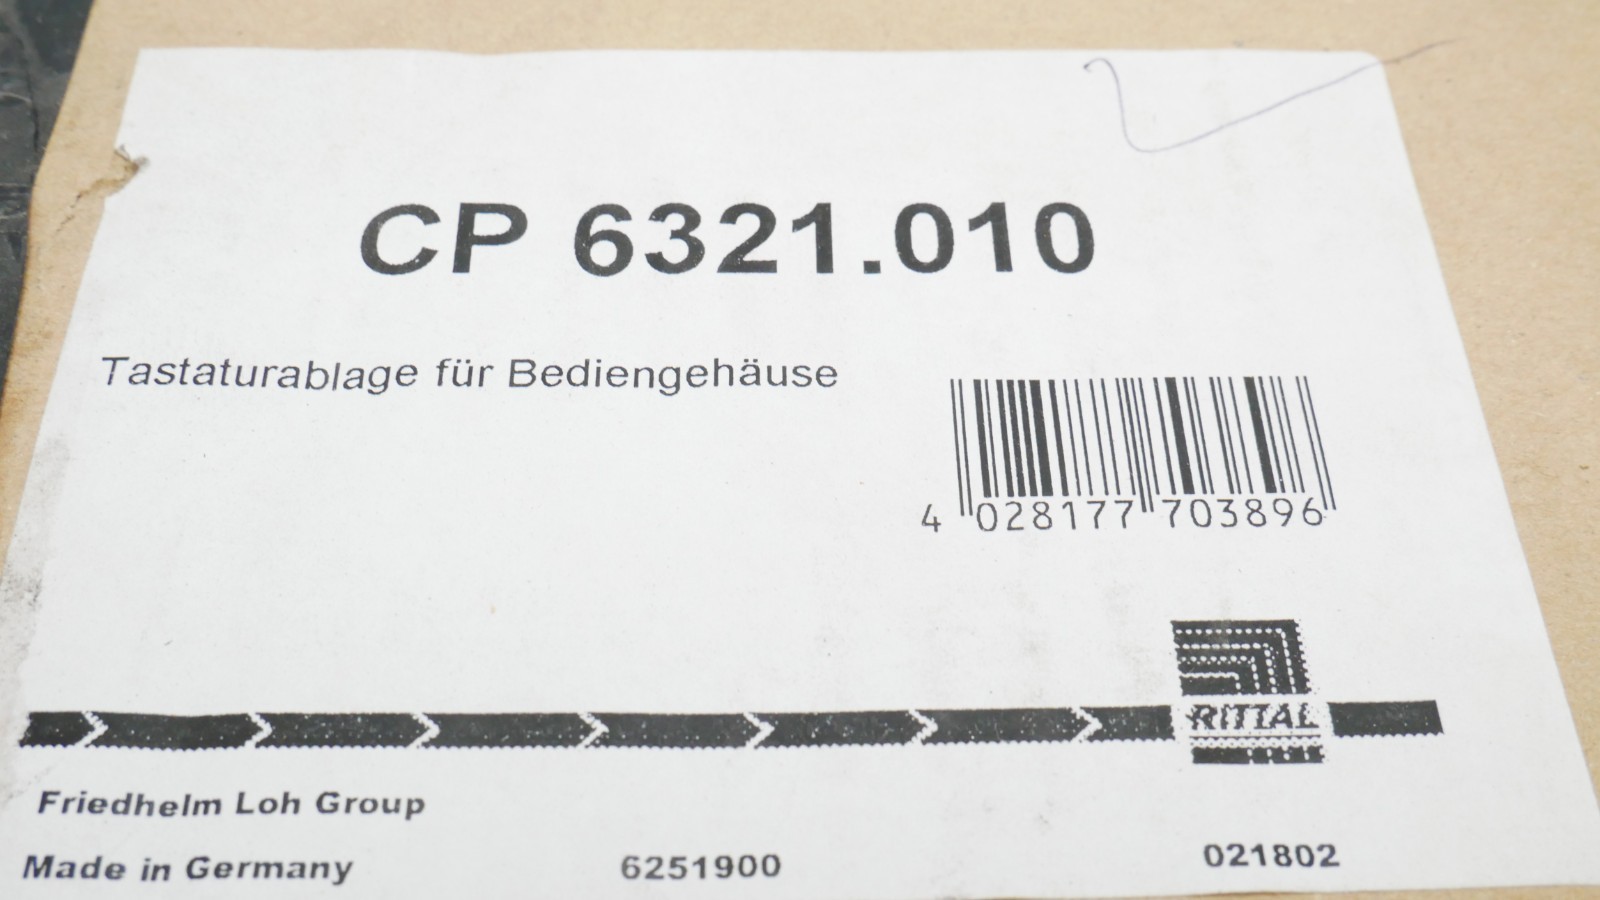 CP 6321.010
Tastaturablage für Bediengehäuse
4 028177 703896
RITTAL
Friedhelm Loh Group
Made in Germany 6251900 021802